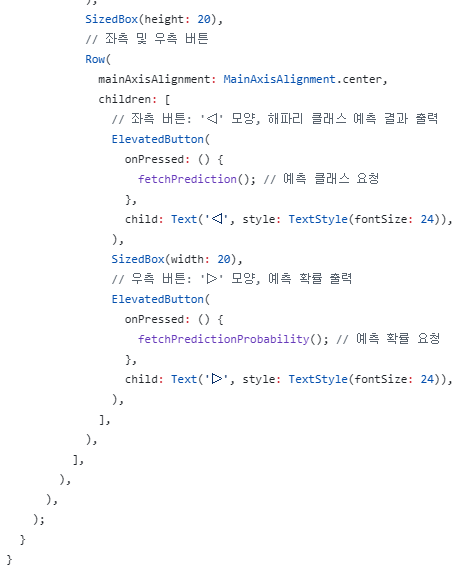 ),
SizedBox(height: 20),
// 좌측 및 우측 버튼
Row(
mainAxisAlignment: MainAxisAlignment.center,
children: [
// 좌측 버튼: '◁' 모양, 해파리 클래스 예측 결과 출력
ElevatedButton(
onPressed: () {
fetchPrediction(); // 예측 클래스 요청
},
child: Text('◁', style: TextStyle(fontSize: 24)),
),
SizedBox(width: 20),
// 우측 버튼: '▷' 모양, 예측 확률 출력
ElevatedButton(
onPressed: () {
fetchPredictionProbability(); // 예측 확률 요청
},
child: Text('▷', style: TextStyle(fontSize: 24)),
),
],
),
],
),
),
);
}
}